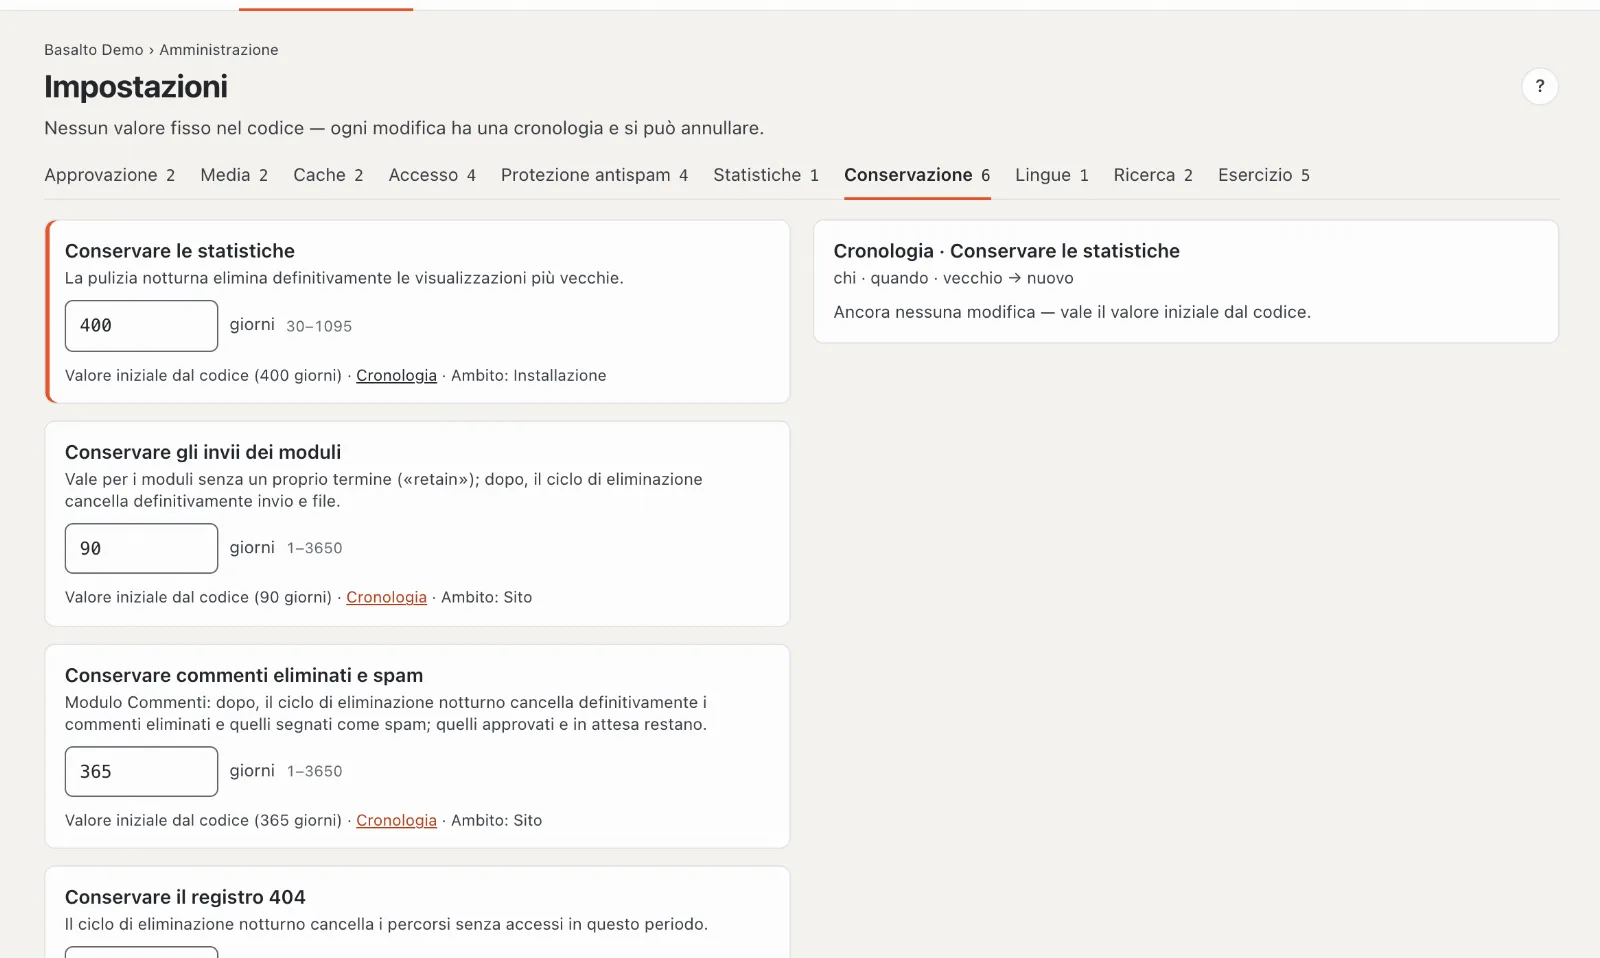 Basalto Demo › Amministrazione
Impostazioni
?
Nessun valore fisso nel codice — ogni modifica ha una cronologia e si può annullare.
Approvazione 2 Media 2 Cache 2 Accesso 4 Protezione antispam 4 Statistiche 1 Conservazione 6 Lingue 1 Ricerca 2 Esercizio 5
Conservare le statistiche
La pulizia notturna elimina definitivamente le visualizzazioni più vecchie.
400 giorni 30–1095
Valore iniziale dal codice (400 giorni) · Cronologia · Ambito: Installazione
Cronologia · Conservare le statistiche
chi · quando · vecchio → nuovo
Ancora nessuna modifica — vale il valore iniziale dal codice.
Conservare gli invii dei moduli
Vale per i moduli senza un proprio termine («retain»); dopo, il ciclo di eliminazione
cancella definitivamente invio e file.
90 giorni 1–3650
Valore iniziale dal codice (90 giorni) · Cronologia · Ambito: Sito
Conservare commenti eliminati e spam
Modulo Commenti: dopo, il ciclo di eliminazione notturno cancella definitivamente i
commenti eliminati e quelli segnati come spam; quelli approvati e in attesa restano.
365 giorni 1–3650
Valore iniziale dal codice (365 giorni) · Cronologia · Ambito: Sito
Conservare il registro 404
Il ciclo di eliminazione notturno cancella i percorsi senza accessi in questo periodo.